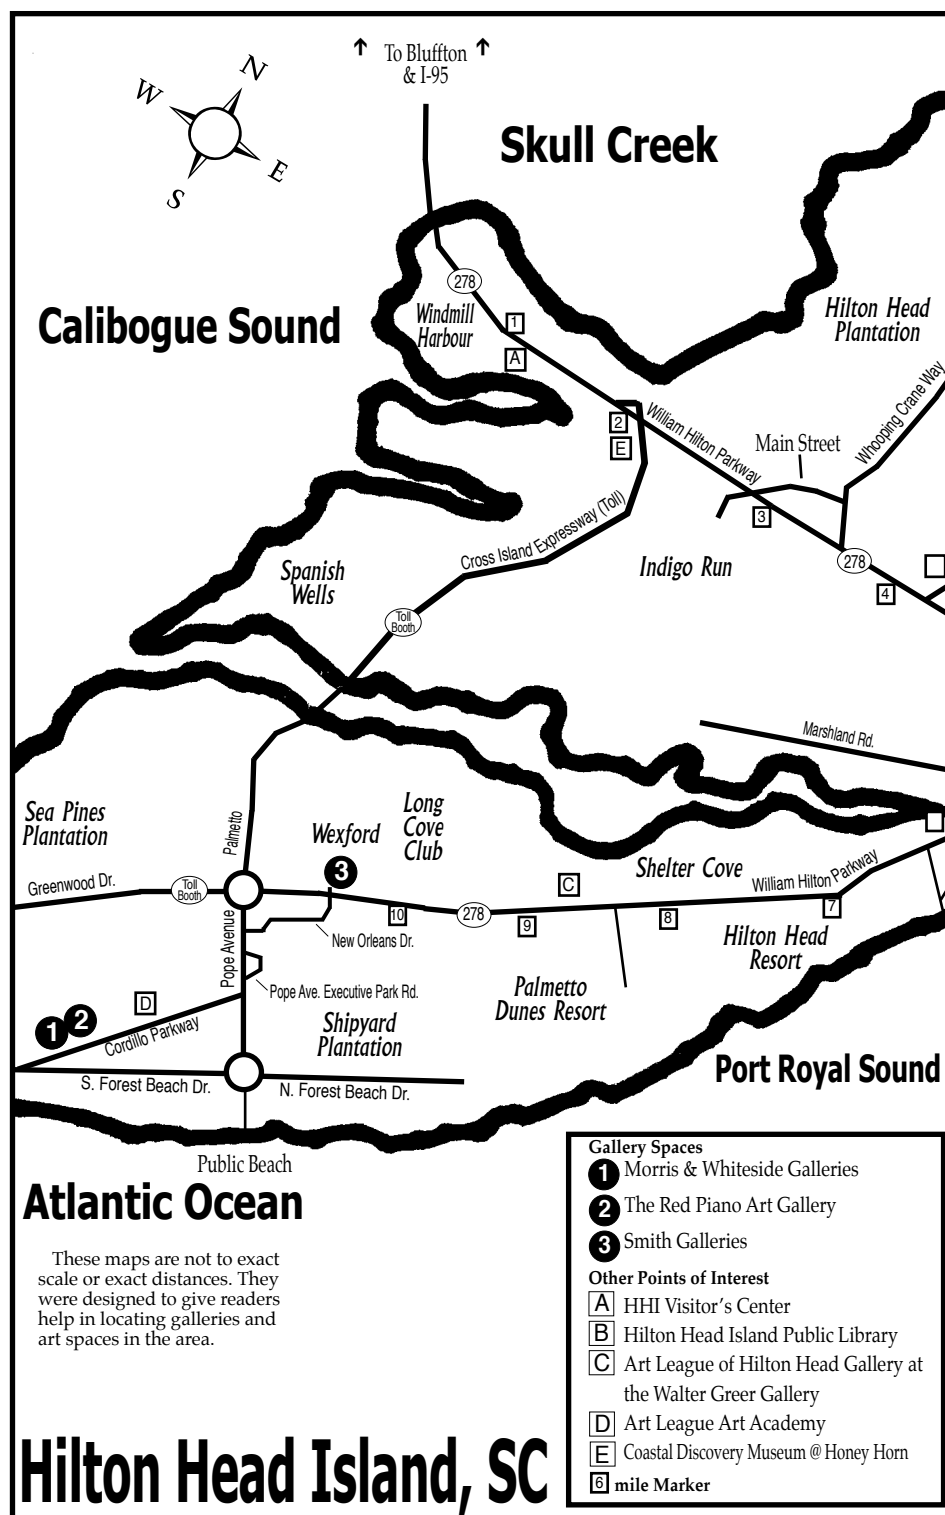 To Bluffton
& I-95
N
W
E
S
Skull Creek
278
Calibogue Sound
Windmill
Harbour
1
A
Hilton Head
Plantation
2
E
William Hilton Parkway
Main Street
Whooping Crane Way
3
Cross Island Expressway (Toll)
Indigo Run
278
4
Spanish
Wells
Toll
Booth
Marshland Rd.
Sea Pines
Plantation
Palmetto
Wexford
Long
Cove
Club
Shelter Cove
William Hilton Parkway
Greenwood Dr.
Toll
Booth
3
C
10
278
9
8
7
New Orleans Dr.
Pope Avenue
Hilton Head
Resort
Pope Ave. Executive Park Rd.
Palmetto
Dunes Resort
D
1
2
Cordillo Parkway
Shipyard
Plantation
Port Royal Sound
S. Forest Beach Dr.
N. Forest Beach Dr.
Public Beach
Atlantic Ocean
These maps are not to exact
scale or exact distances. They
were designed to give readers
help in locating galleries and
art spaces in the area.
Gallery Spaces
1 Morris & Whiteside Galleries
2 The Red Piano Art Gallery
3 Smith Galleries
Other Points of Interest
A HHI Visitor's Center
B Hilton Head Island Public Library
C Art League of Hilton Head Gallery at
the Walter Greer Gallery
D Art League Art Academy
E Coastal Discovery Museum @ Honey Horn
6 mile Marker
Hilton Head Island, SC